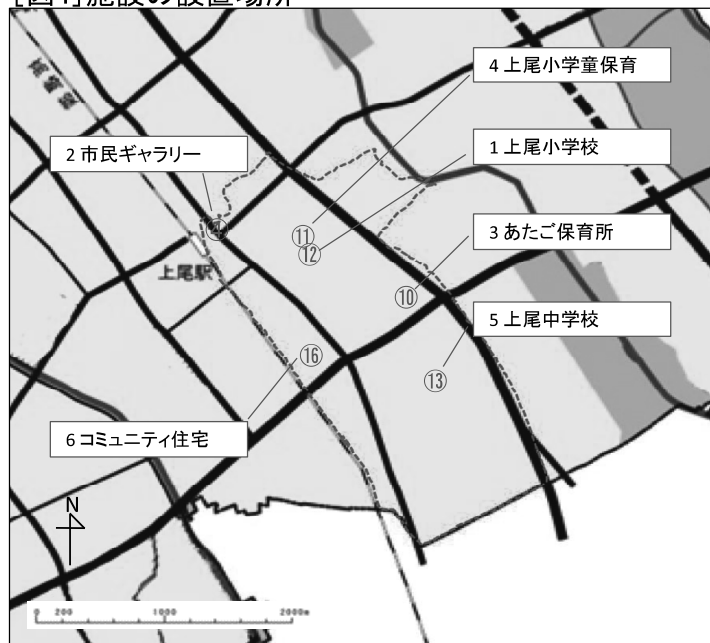 [図1]施設の設置場所
高崎線
4 上尾小学童保育
1 上尾小学校
2 市民ギャラリー
3 あたご保育所
5 上尾中学校
6 コミュニティ住宅
上尾駅
⑪
⑫
⑩
⑯
⑬
N
0 200 1000 2000m